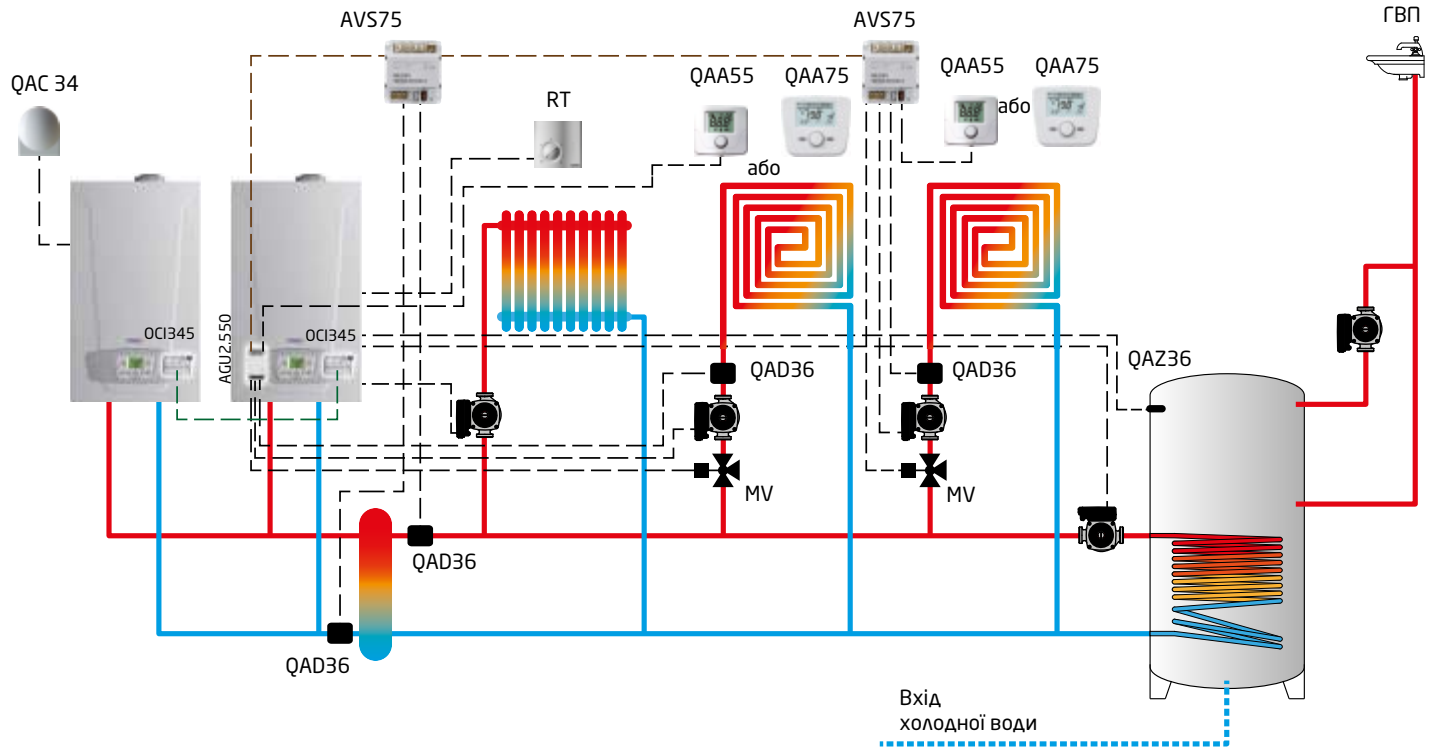 AVS75
AVS75
ГВП
QAC 34
RT
QAA55
QAA75
або
QAA55
або
QAA75
OCI345
AGU2.550
OCI345
QAD36
QAD36
QAZ36
MV
MV
QAD36
QAD36
Вхід
холодної води